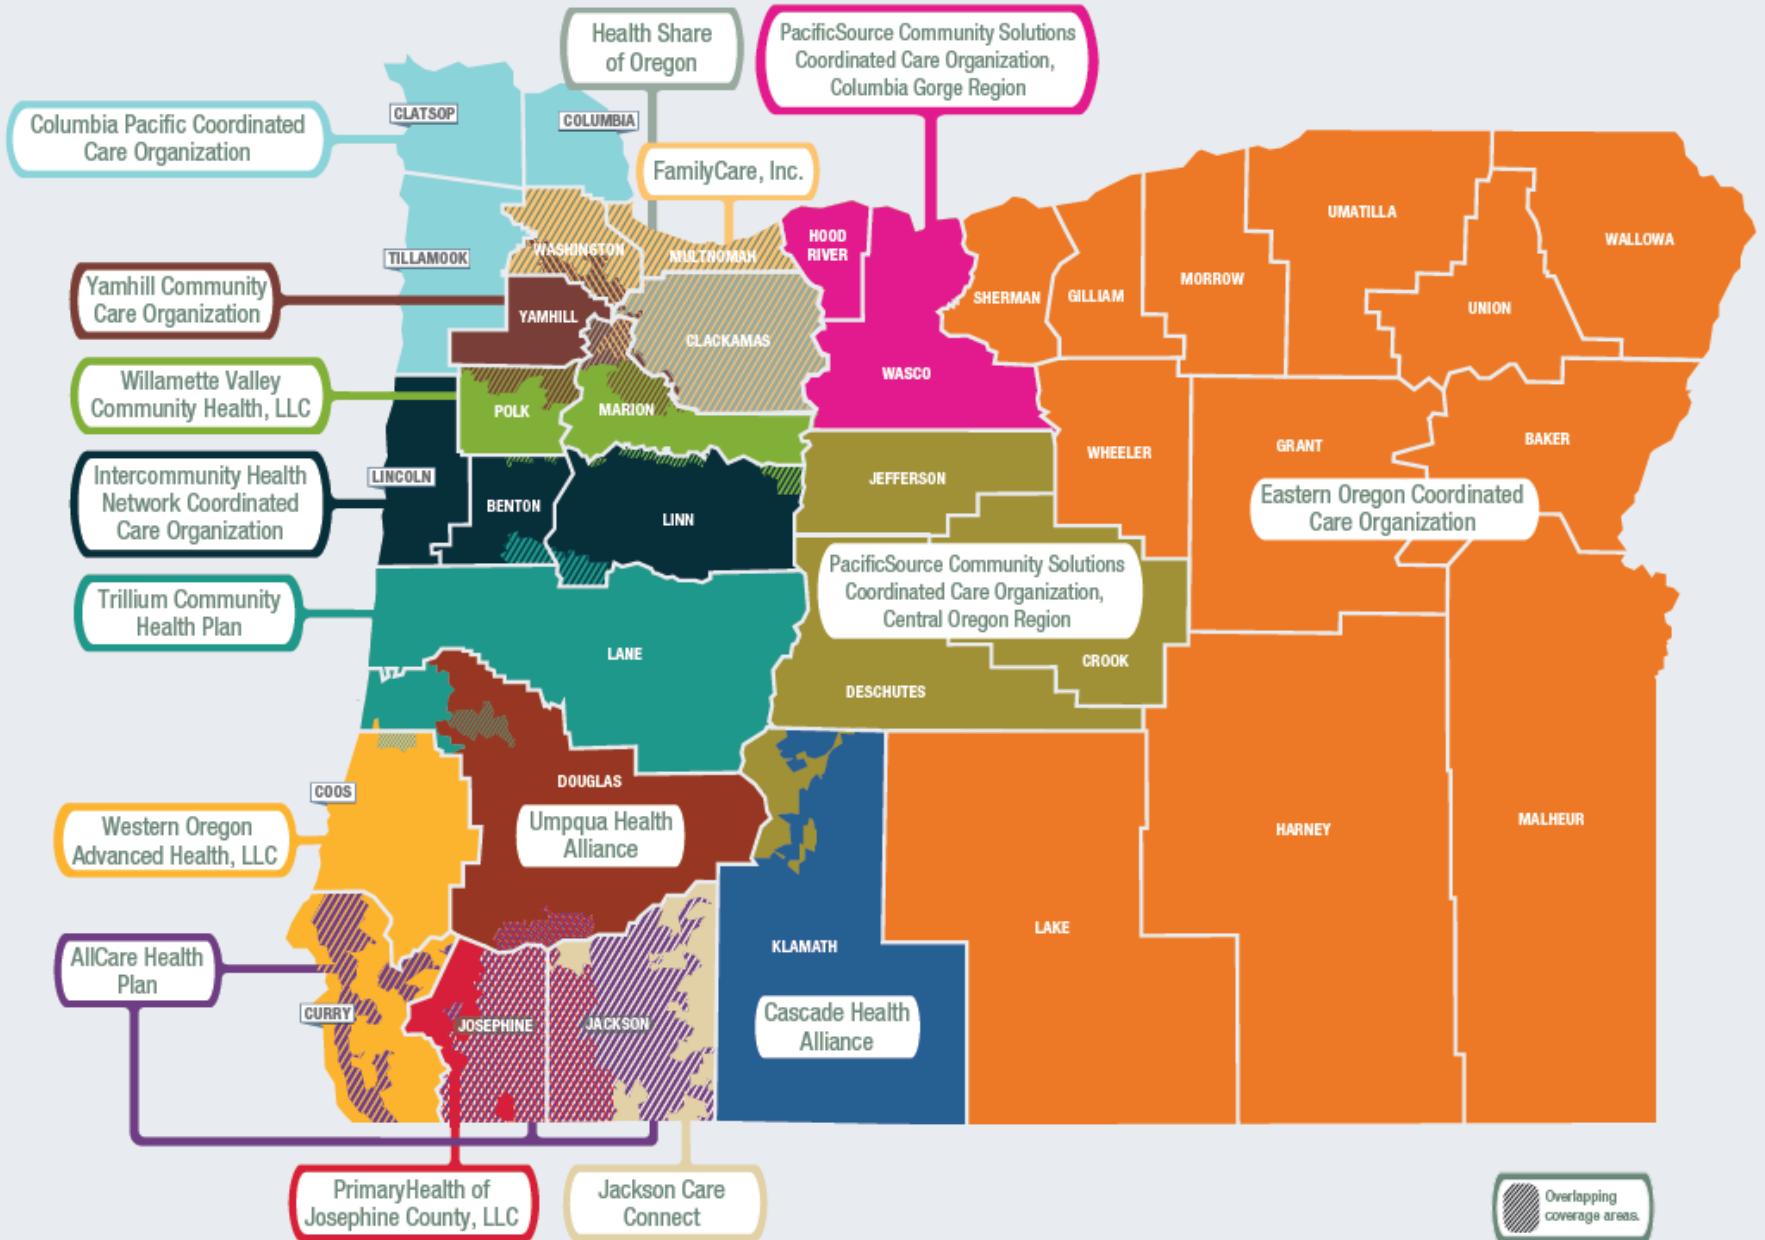 Health Share
of Oregon
PacificSource Community Solutions
Coordinated Care Organization,
Columbia Gorge Region
Columbia Pacific Coordinated
Care Organization
CLATSOP
COLUMBIA
FamilyCare, Inc.
TILLAMOOK
WASHINGTON
MULTNOMAH
HOOD
RIVER
UMATILLA
WALLOWA
MORROW
SHERMAN
GILLIAM
UNION
Yamhill Community
Care Organization
YAMHILL
CLACKAMAS
WASCO
Willamette Valley
Community Health, LLC
POLK
MARION
WHEELER
GRANT
BAKER
Intercommunity Health
Network Coordinated
Care Organization
LINCOLN
BENTON
LINN
JEFFERSON
Eastern Oregon Coordinated
Care Organization
PacificSource Community Solutions
Coordinated Care Organization,
Central Oregon Region
Trillium Community
Health Plan
LANE
CROOK
DESCHUTES
DOUGLAS
COOS
Umpqua Health
Alliance
Western Oregon
Advanced Health, LLC
HARNEY
MALHEUR
LAKE
KLAMATH
AllCare Health
Plan
CURRY
JOSEPHINE
JACKSON
Cascade Health
Alliance
PrimaryHealth of
Josephine County, LLC
Jackson Care
Connect
Overlapping
coverage areas.